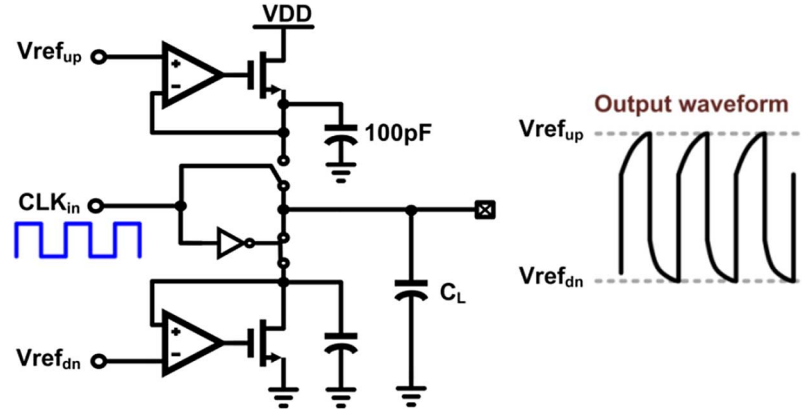 VDD
Vrefup
+
-
100pF
Output waveform
Vrefup
CLKin
CL
Vrefdn
+
-
Vrefdn